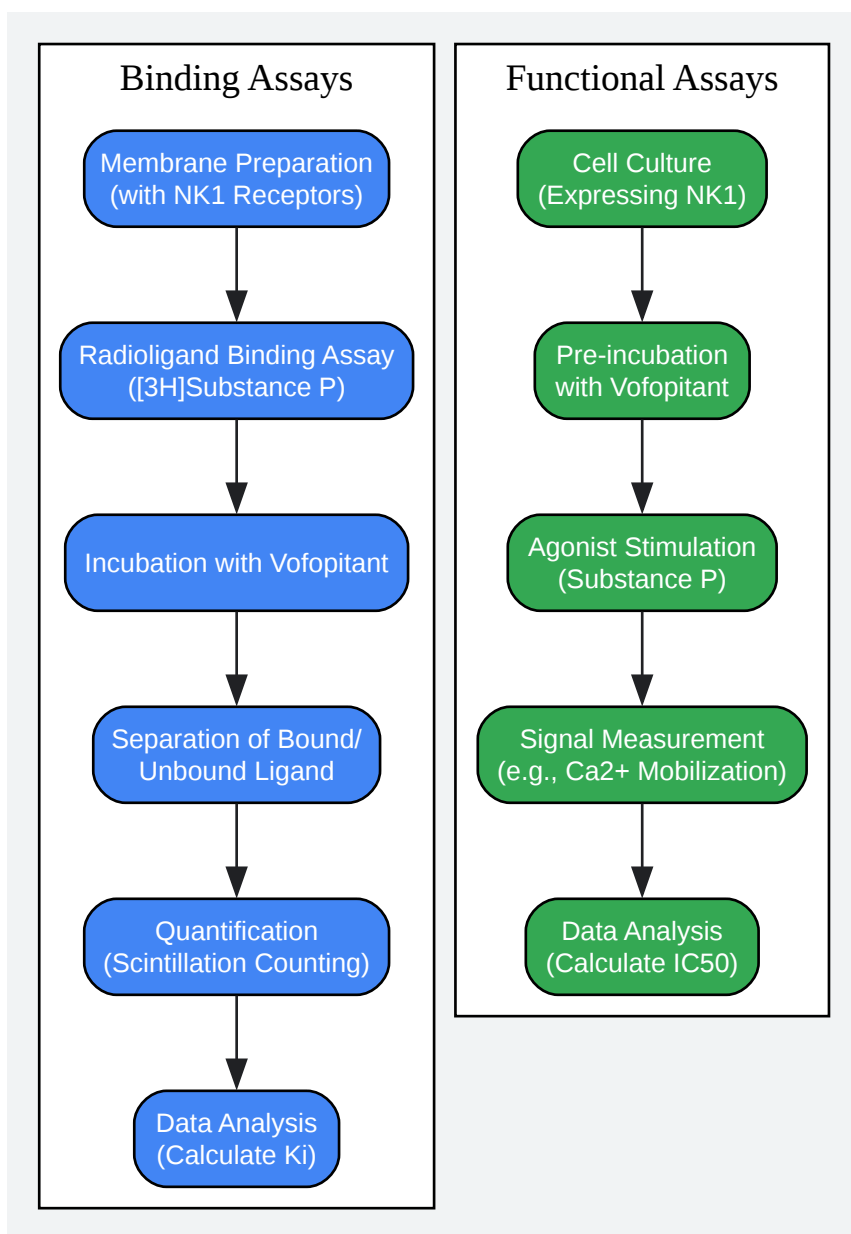 Binding Assays
Membrane Preparation
(with NK1 Receptors)
Radioligand Binding Assay
([3H]Substance P)
Incubation with Vofopitant
Separation of Bound/
Unbound Ligand
Quantification
(Scintillation Counting)
Data Analysis
(Calculate Ki)
Functional Assays
Cell Culture
(Expressing NK1)
Pre-incubation
with Vofopitant
Agonist Stimulation
(Substance P)
Signal Measurement
(e.g., Ca2+ Mobilization)
Data Analysis
(Calculate IC50)